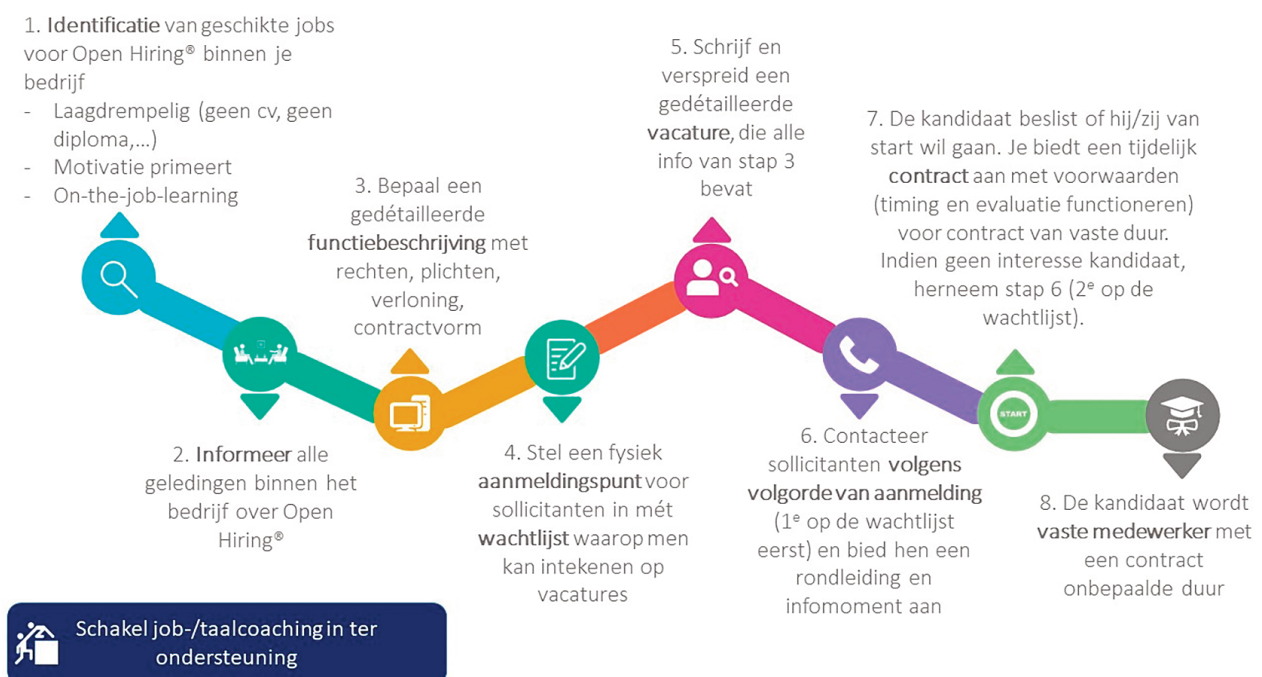 1. Identificatie van geschikte jobs
voor Open Hiring® binnen je
bedrijf
- Laagdrempelig (geen cv, geen
diploma,...)
- Motivatie primeert
- On-the-job-learning
2. Informeer alle
geledingen binnen het
bedrijf over Open
Hiring®
3. Bepaal een
gedétailleerde
functiebeschrijving met
rechten, plichten,
verloning,
contractvorm
4. Stel een fysiek
aanmeldingspunt voor
sollicitanten in mét
wachtlijst waarop men
kan intekenen op
vacatures
5. Schrijf en
verspreid een
gedétailleerde
vacature, die alle
info van stap 3
bevat
6. Contacteer
sollicitanten volgens
volgorde van aanmelding
(1e op de wachtlijst
eerst) en bied hen een
rondleiding en
infomoment aan
7. De kandidaat beslist of hij/zij van
start wil gaan. Je biedt een tijdelijk
contract aan met voorwaarden
(timing en evaluatie functioneren)
voor contract van vaste duur.
Indien geen interesse kandidaat,
herneem stap 6 (2e op de
wachtlijst).
START
8. De kandidaat wordt
vaste medewerker met
een contract
onbepaalde duur
Schakel job-/taalcoaching in ter
ondersteuning